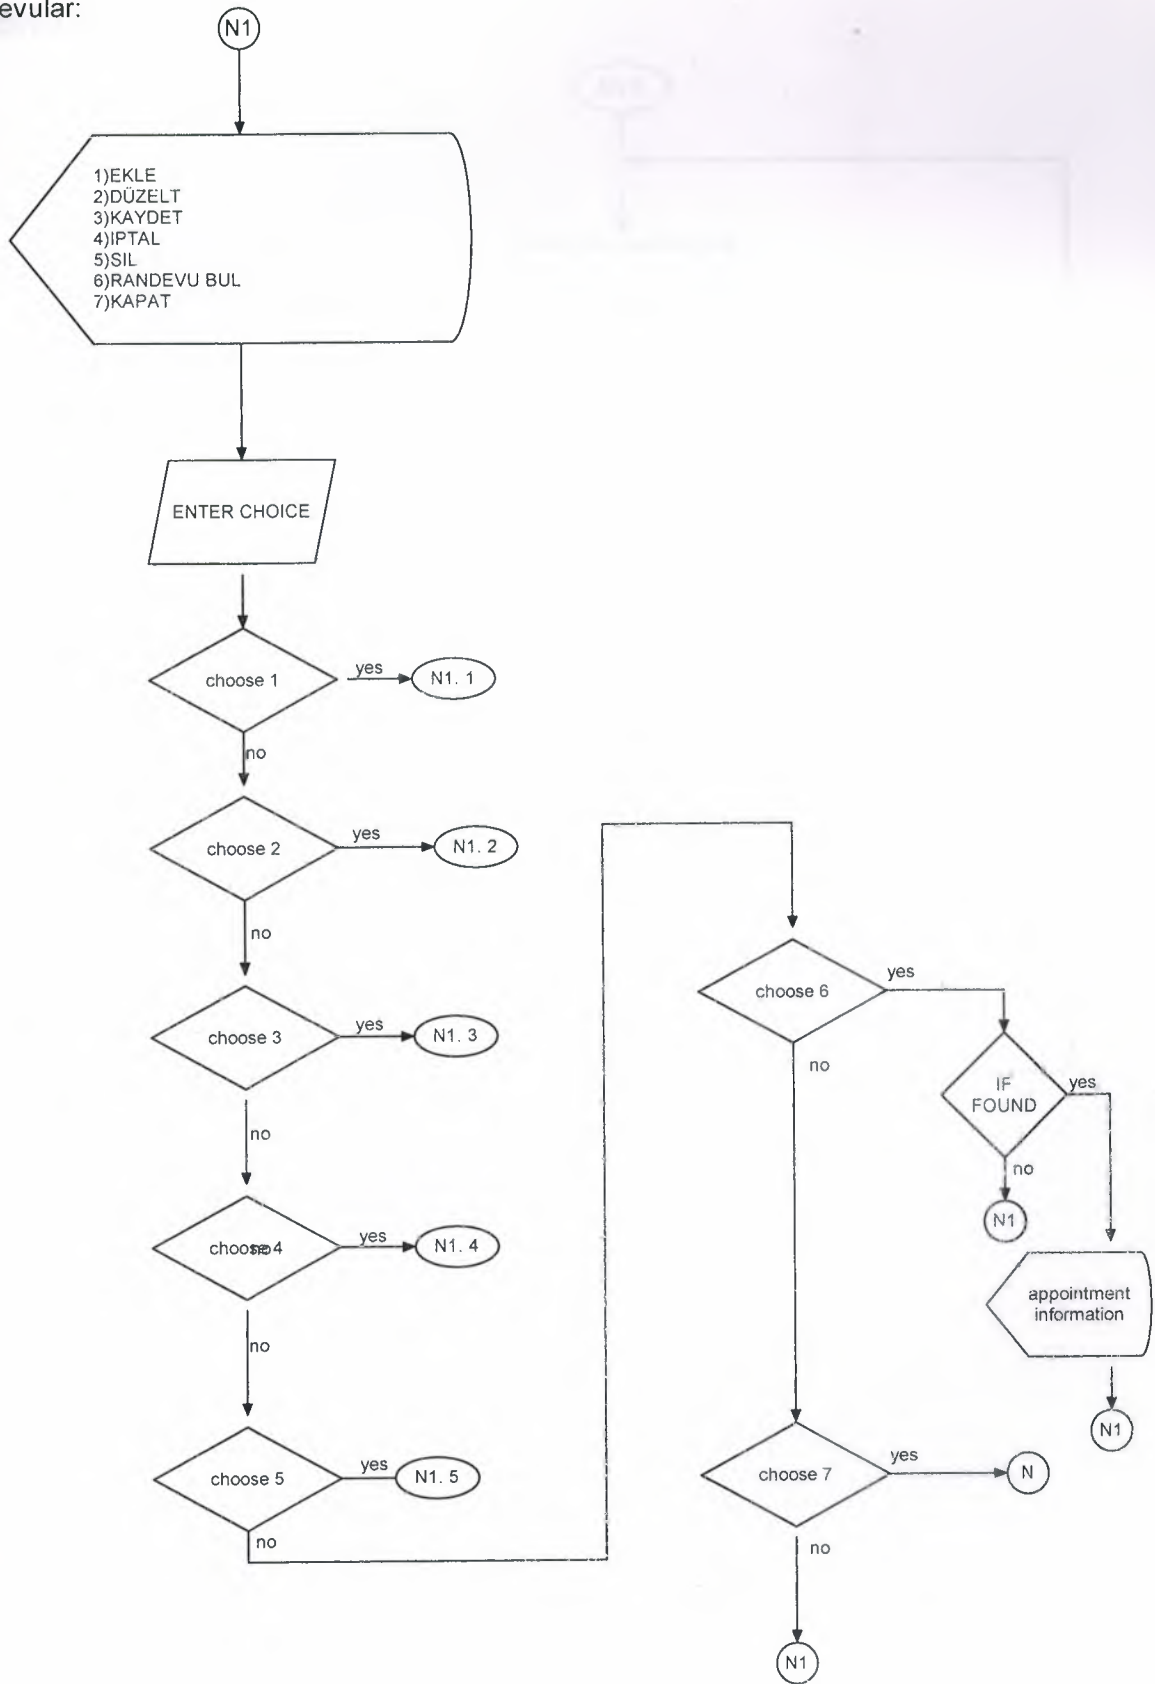 evular:
N1
1)EKLE
2)DÜZELT
3)KAYDET
4)IPTAL
5)SIL
6)RANDEVU BUL
7)KAPAT
ENTER CHOICE
choose 1
yes
N1. 1
no
choose 2
yes
N1. 2
no
choose 3
yes
N1. 3
no
choose 4
no
yes
N1. 4
no
choose 5
yes
N1. 5
no
choose 6
yes
no
IF
FOUND
yes
no
N1
appointment
information
N1
choose 7
yes
N
no
N1